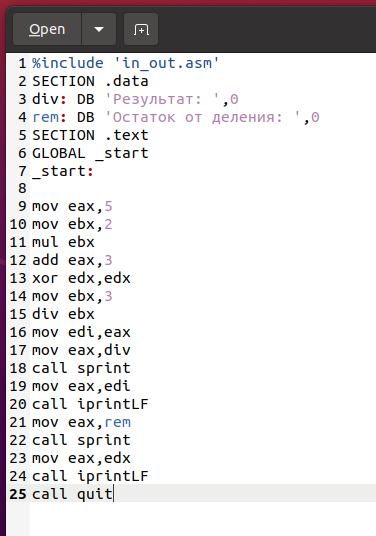 Open
1 %include 'in_out.asm'
2 SECTION .data
3 div: DB 'Результат: ',0
4 rem: DB 'Остаток от деления: ',0
5 SECTION .text
6 GLOBAL _start
7 _start:
8
9 mov eax,5
10 mov ebx,2
11 mul ebx
12 add eax,3
13 xor edx,edx
14 mov ebx,3
15 div ebx
16 mov edi,eax
17 mov eax,div
18 call sprint
19 mov eax,edi
20 call iprintLF
21 mov eax,rem
22 call sprint
23 mov eax,edx
24 call iprintLF
25 call quit